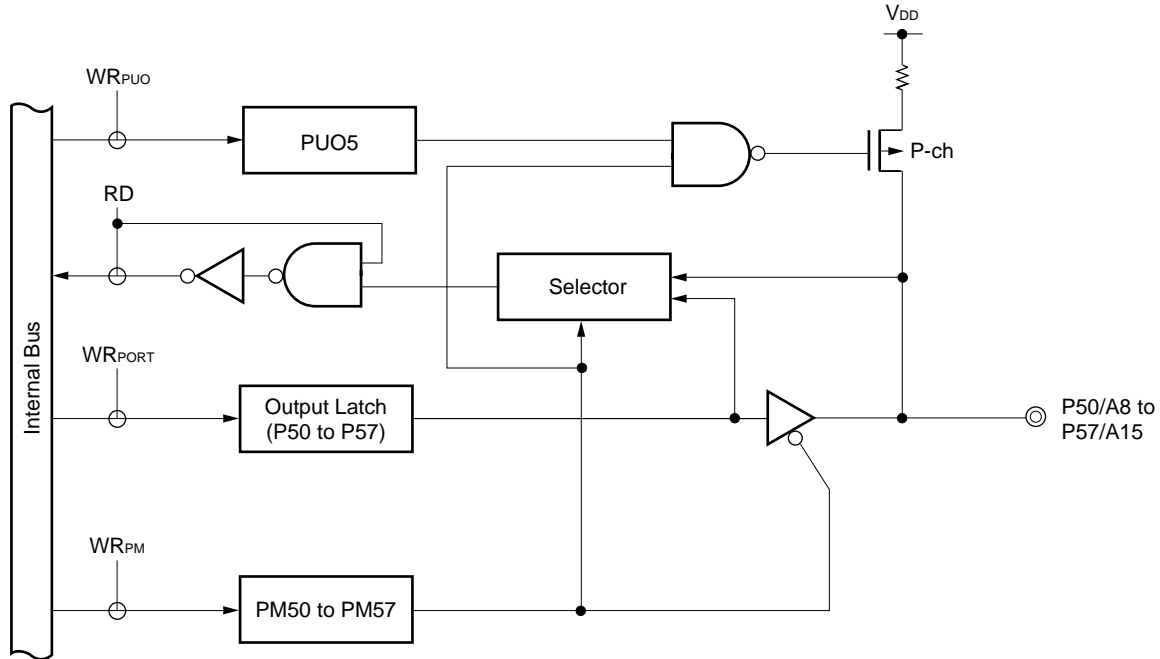 VDD
WRPUO
PUO5
P-ch
RD
Selector
Internal Bus
WRPORT
Output Latch
(P50 to P57)
P50/A8 to
P57/A15
WRPM
PM50 to PM57